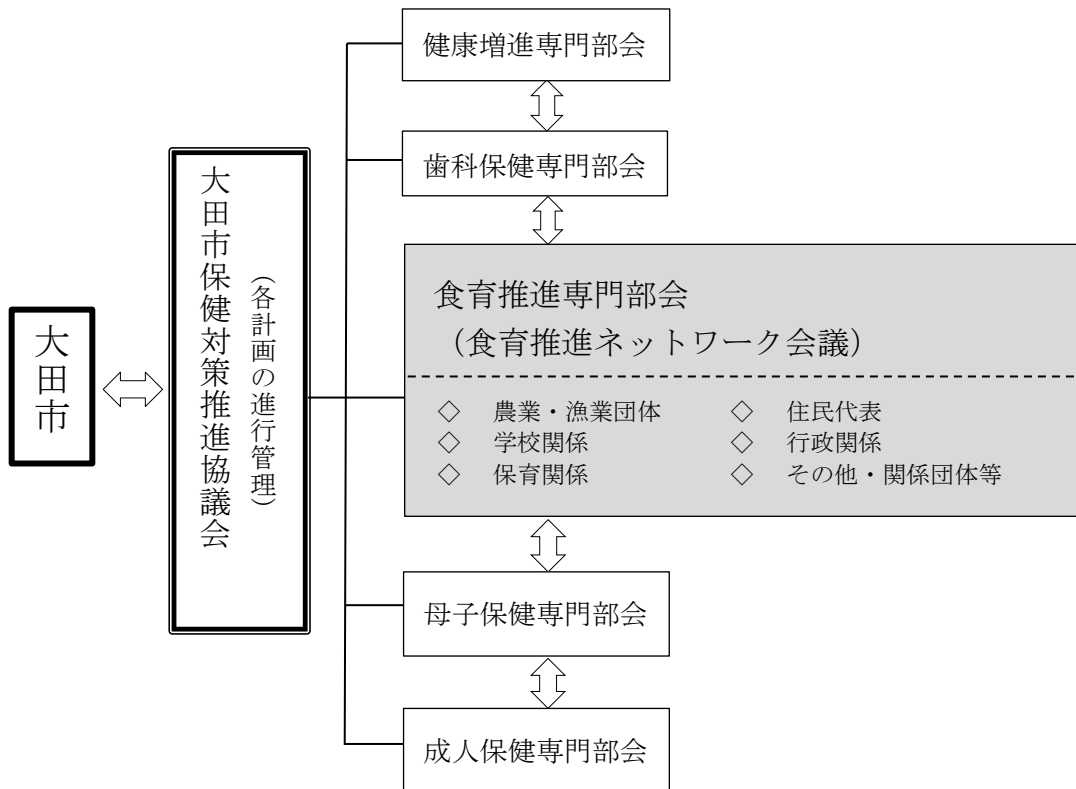 大田市
大田市保健対策推進協議会
(各計画の進行管理)
健康増進専門部会
歯科保健専門部会
食育推進専門部会
（食育推進ネットワーク会議）
◇ 農業・漁業団体 ◇ 住民代表
◇ 学校関係 ◇ 行政関係
◇ 保育関係 ◇ その他・関係団体等
母子保健専門部会
成人保健専門部会